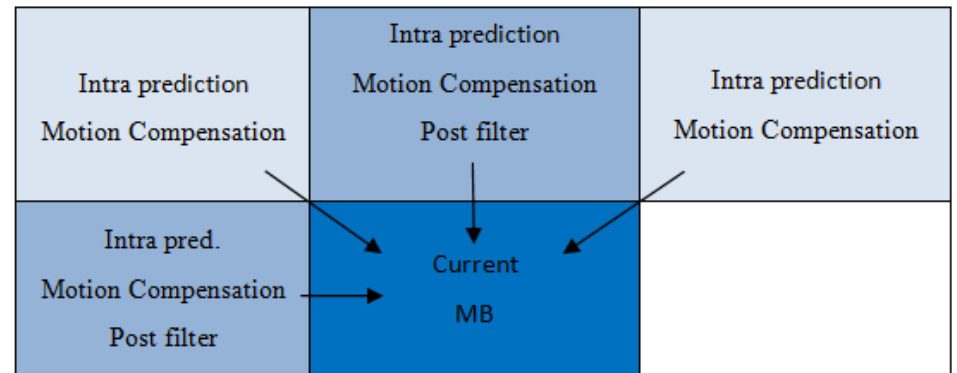 Intra prediction
Motion Compensation
Intra prediction
Motion Compensation
Post filter
Intra prediction
Motion Compensation
Intra pred.
Motion Compensation
Post filter
Current
MB